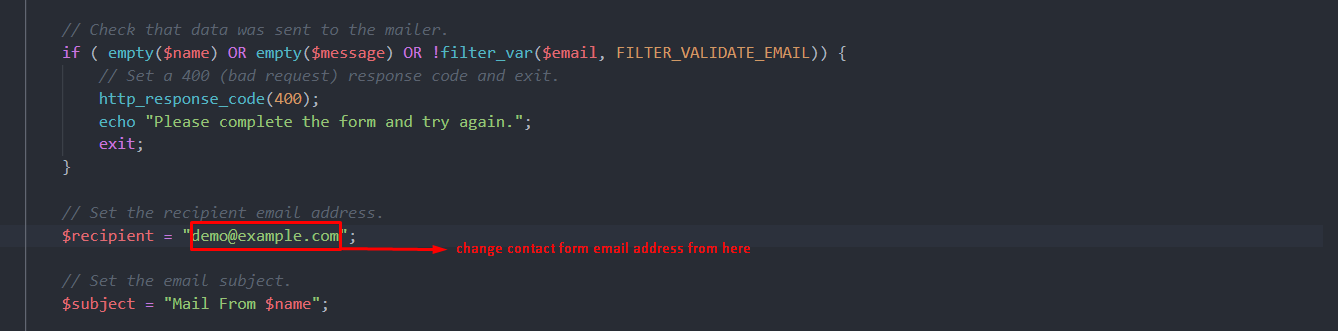 // Check that data was sent to the mailer.
if ( empty($name) OR empty($message) OR !filter_var($email, FILTER_VALIDATE_EMAIL)) {
// Set a 400 (bad request) response code and exit.
http_response_code(400);
echo "Please complete the form and try again.";
exit;
}
// Set the recipient email address.
$recipient = "demo@example.com";
change contact form email address from here
// Set the email subject.
$subject = "Mail From $name";